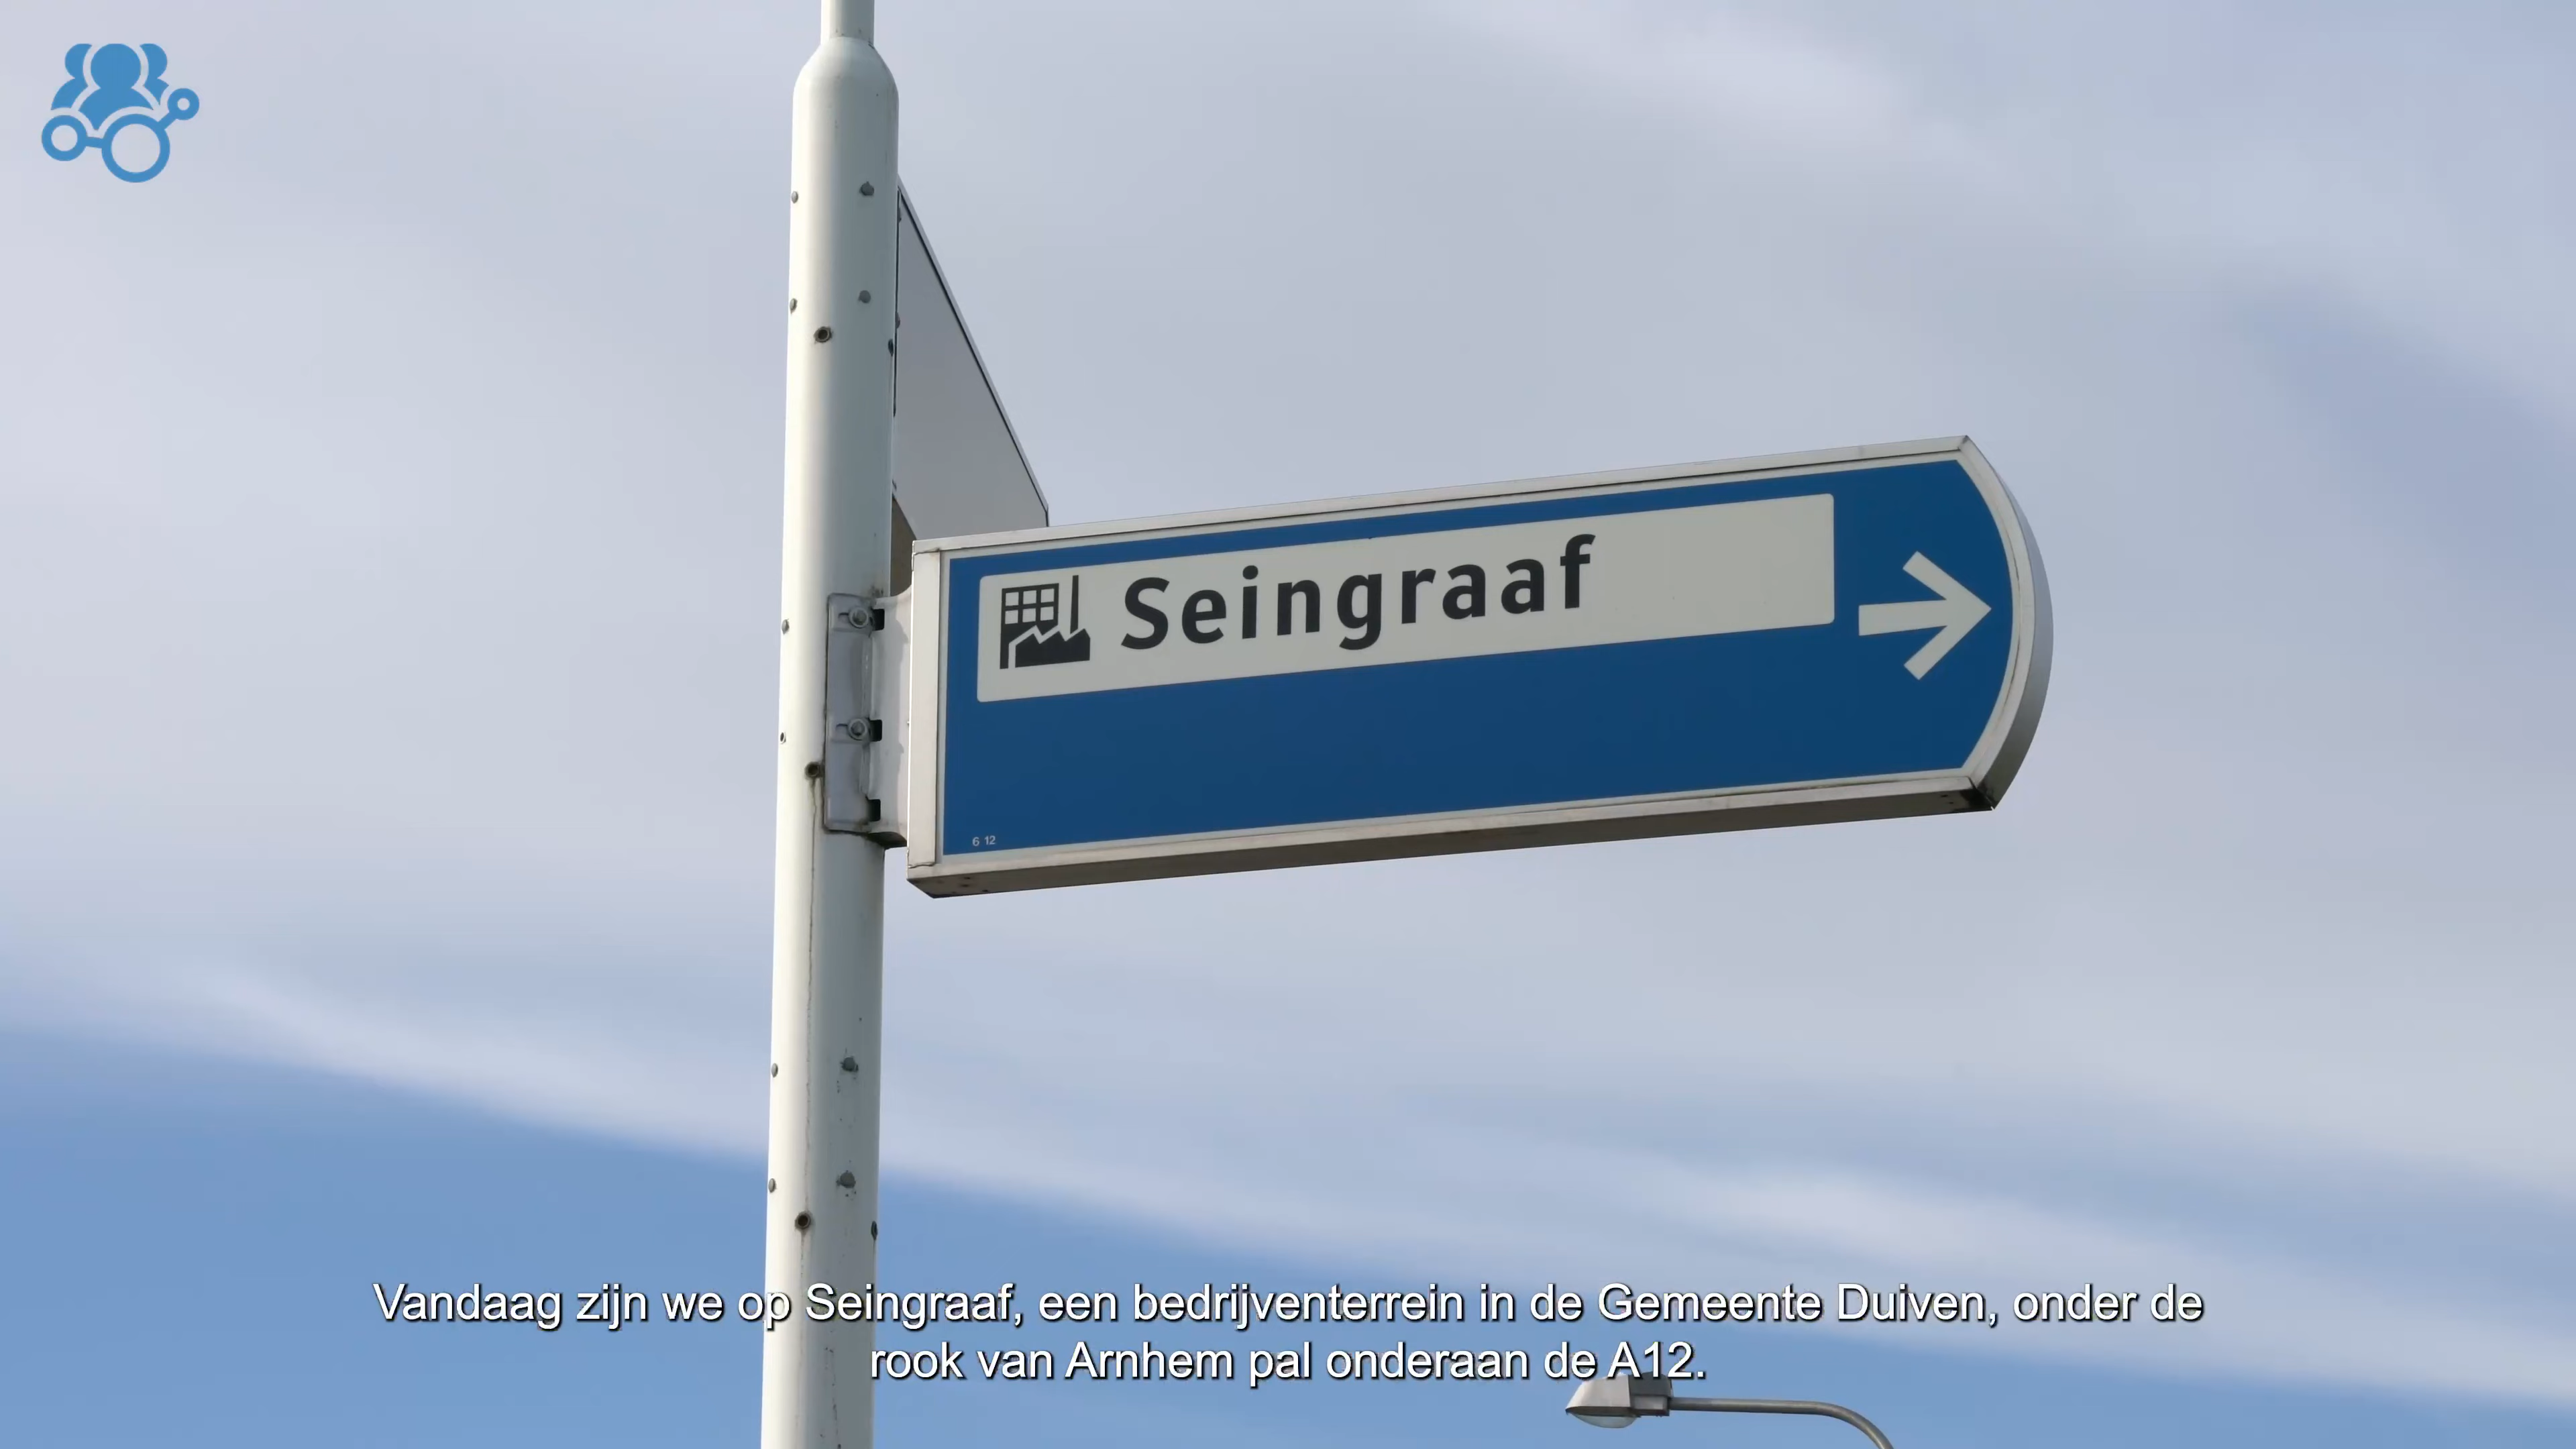 Seingraaf
6 12
Vandaag zijn we op Seingraaf, een bedrijventerrein in de Gemeente Duiven, onder de
rook van Arnhem pal onderaan de A12.